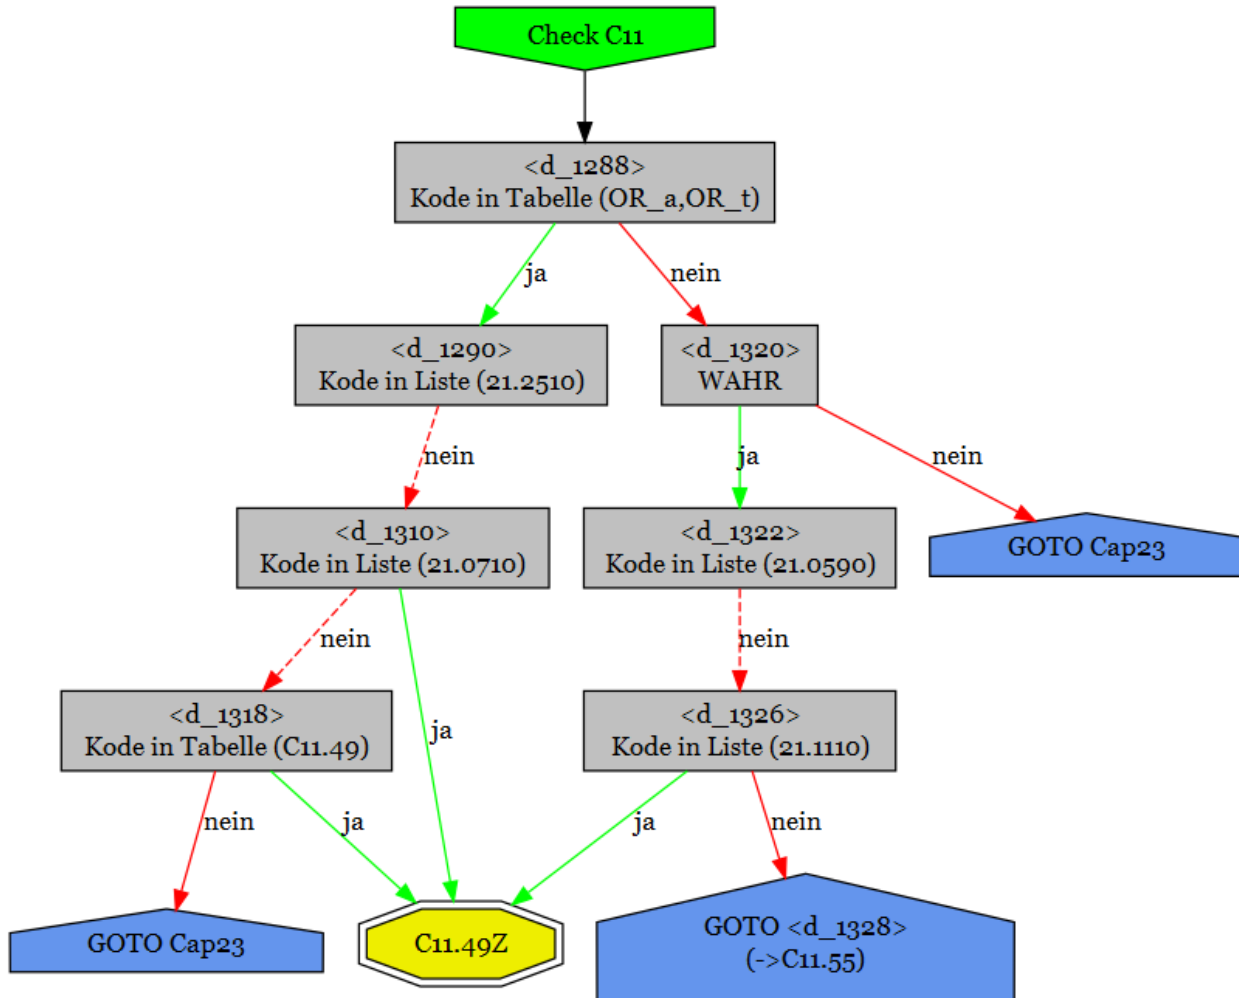 Check C11
<d_1288>
Kode in Tabelle (OR_a,OR_t)
ja
nein
<d_1290>
Kode in Liste (21.2510)
<d_1320>
WAHR
nein
ja
nein
<d_1310>
Kode in Liste (21.0710)
<d_1322>
Kode in Liste (21.0590)
GOTO Cap23
nein
nein
<d_1318>
Kode in Tabelle (C11.49)
ja
<d_1326>
Kode in Liste (21.1110)
nein
ja
ja
nein
GOTO Cap23
C11.49Z
GOTO <d_1328>
(->C11.55)